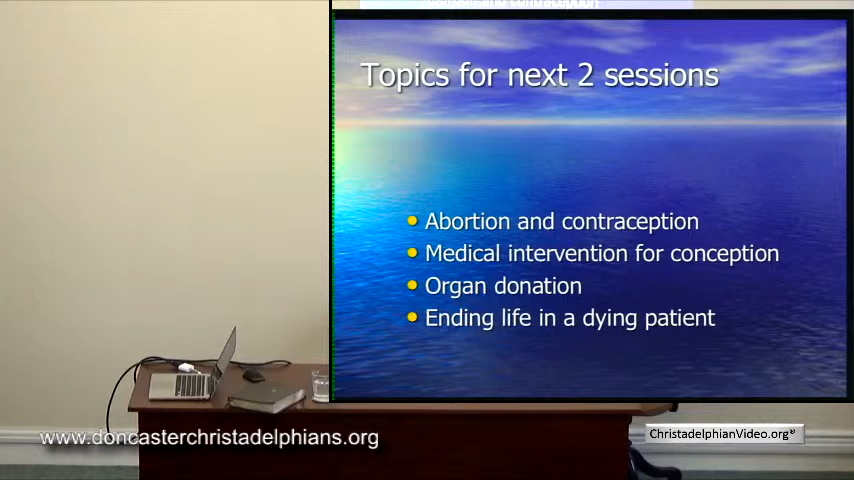 Topics for next 2 sessions
Abortion and contraception
Medical intervention for conception
Organ donation
Ending life in a dying patient
www.doncasterchristadelphians.org
ChristadelphianVideo.org®